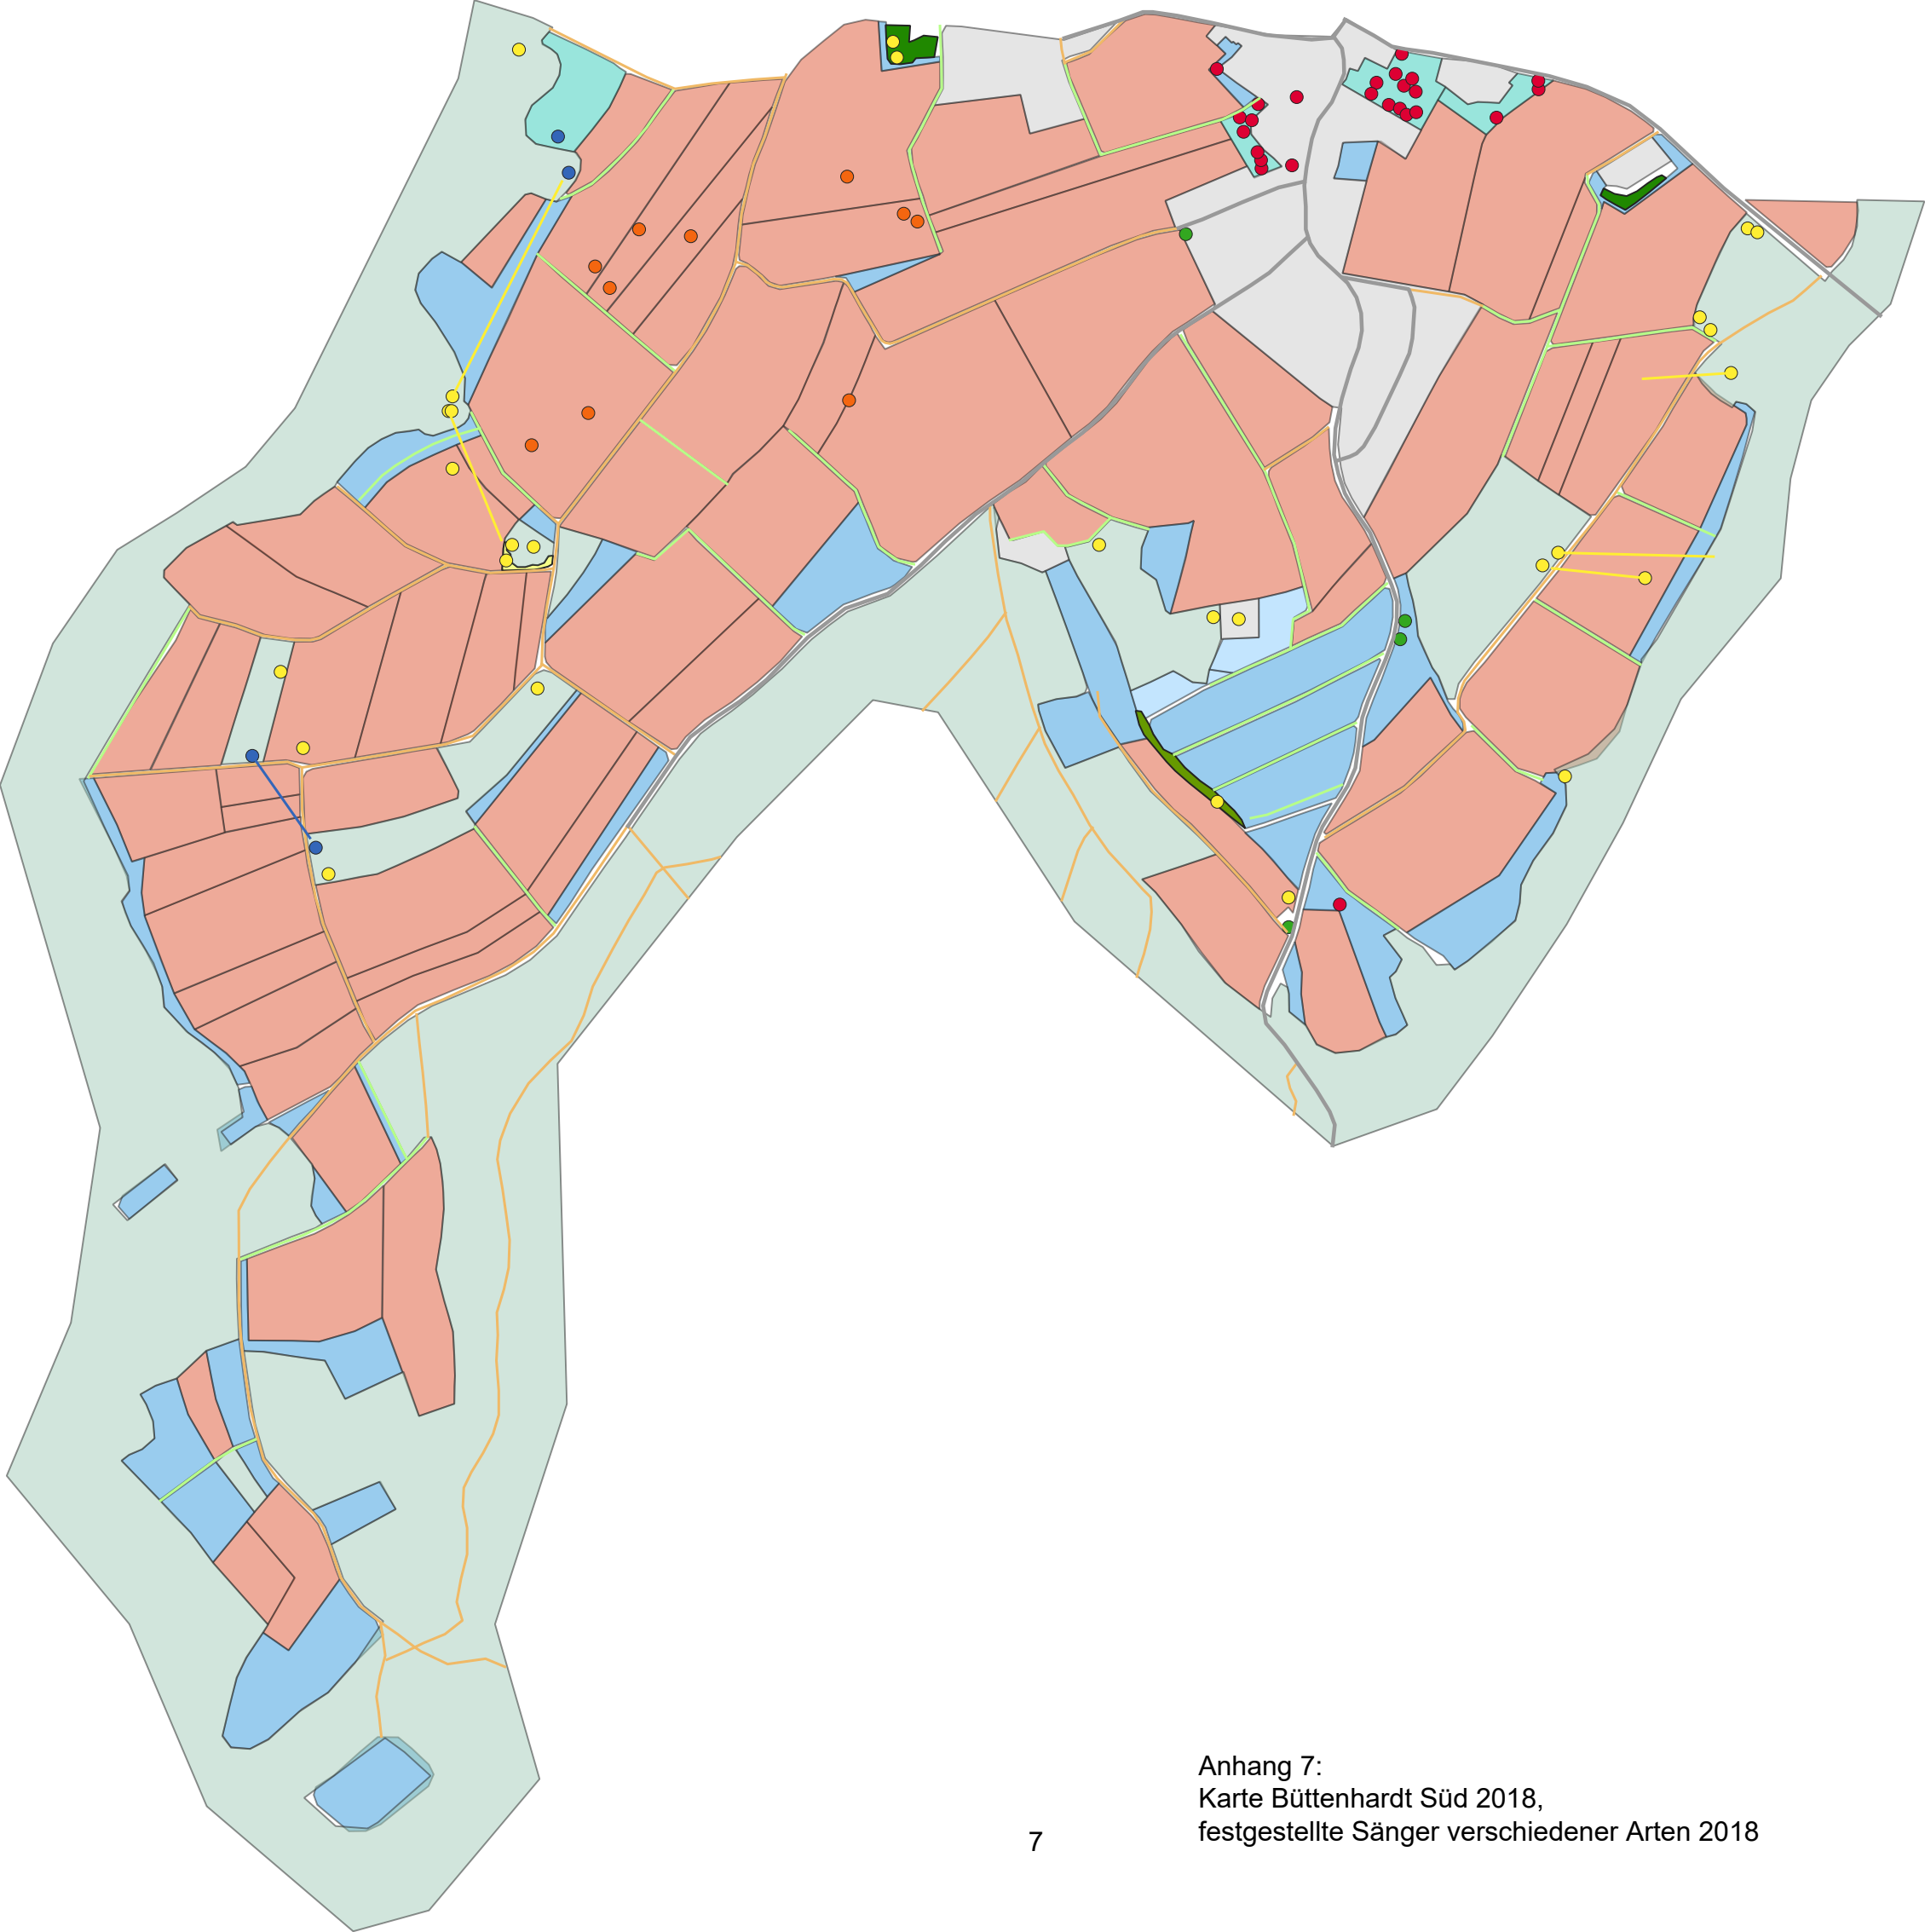 Anhang 7:
Karte Büttenhardt Süd 2018,
festgestellte Sänger verschiedener Arten 2018
7